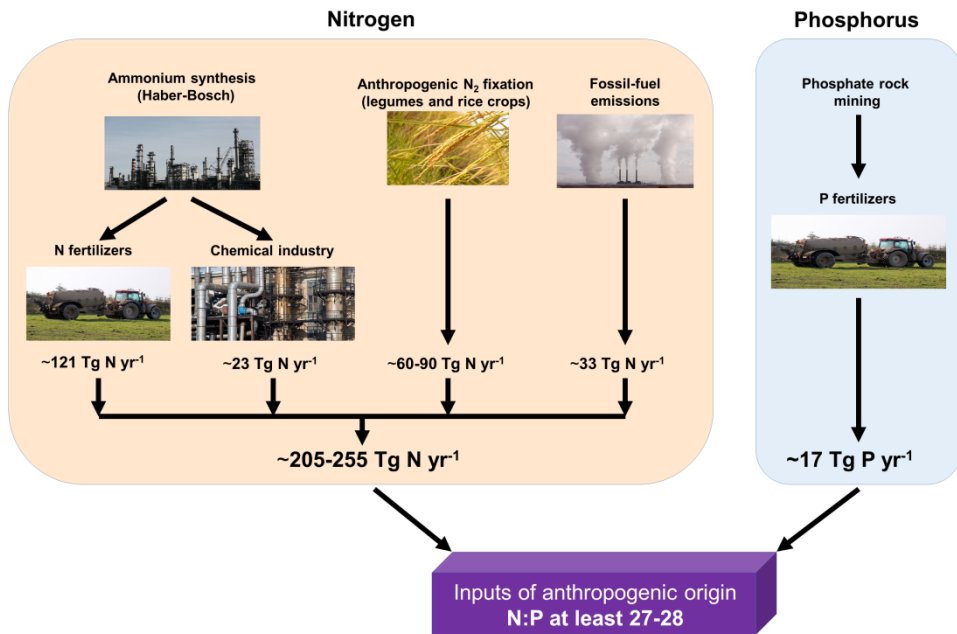 Nitrogen
Phosphorus
Ammonium synthesis
(Haber-Bosch)
Anthropogenic N₂ fixation
(legumes and rice crops)
Fossil-fuel
emissions
Phosphate rock
mining
N fertilizers
Chemical industry
P fertilizers
~121 Tg N yr⁻¹
~23 Tg N yr⁻¹
~60-90 Tg N yr⁻¹
~33 Tg N yr⁻¹
~205-255 Tg N yr⁻¹
~17 Tg P yr⁻¹
Inputs of anthropogenic origin
N:P at least 27-28